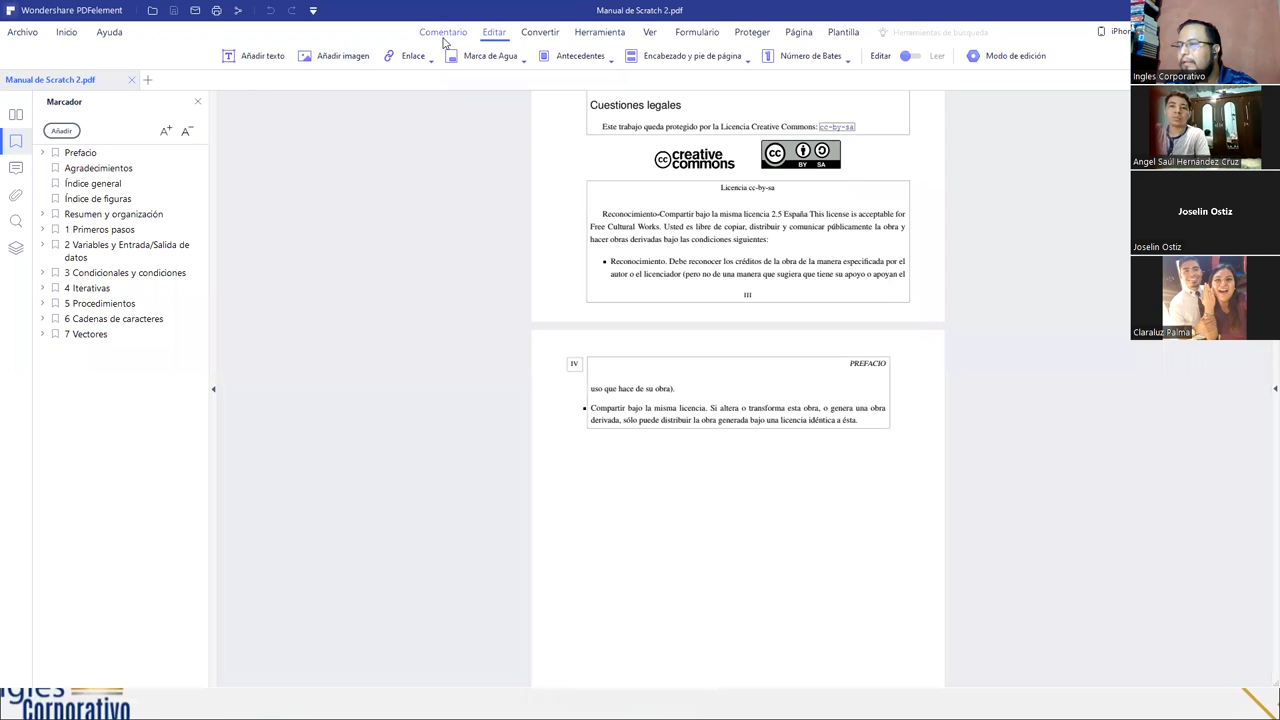 Wondershare PDFelement
Manual de Scratch 2.pdf
Archivo Inicio Ayuda Comentario Editar Convertir Herramienta Ver Formulario Proteger Página Plantilla Herramientas de búsqueda
Añadir texto Añadir imagen Enlace Marca de Agua Antecedentes Encabezado y pie de página Número de Bates Editar Leer Modo de edición
Manual de Scratch 2.pdf
Marcador
Añadir A+ A-
Prefacio
Agradecimientos
Índice general
Índice de figuras
Resumen y organización
1 Primeros pasos
2 Variables y Entrada/Salida de
datos
3 Condicionales y condiciones
4 Iterativas
5 Procedimientos
6 Cadenas de caracteres
7 Vectores
Cuestiones legales
Este trabajo queda protegido por la Licencia Creative Commons: cc-by-sa
cc creative commons
cc BY SA
Licencia cc-by-sa
Reconocimiento-Compartir bajo la misma licencia 2.5 España This license is acceptable for
Free Cultural Works. Usted es libre de copiar, distribuir y comunicar públicamente la obra y
hacer obras derivadas bajo las condiciones siguientes:
Reconocimiento. Debe reconocer los créditos de la obra de la manera especificada por el
autor o el licenciador (pero no de una manera que sugiera que tiene su apoyo o apoyan el
III
IV PREFACIO
uso que hace de su obra).
Compartir bajo la misma licencia. Si altera o transforma esta obra, o genera una obra
derivada, sólo puede distribuir la obra generada bajo una licencia idéntica a ésta.
Ingles Corporativo
Angel Saúl Hernández Cruz
Joselin Ostiz
Joselin Ostiz
Claraluz Palma
Ingles
Corporativo